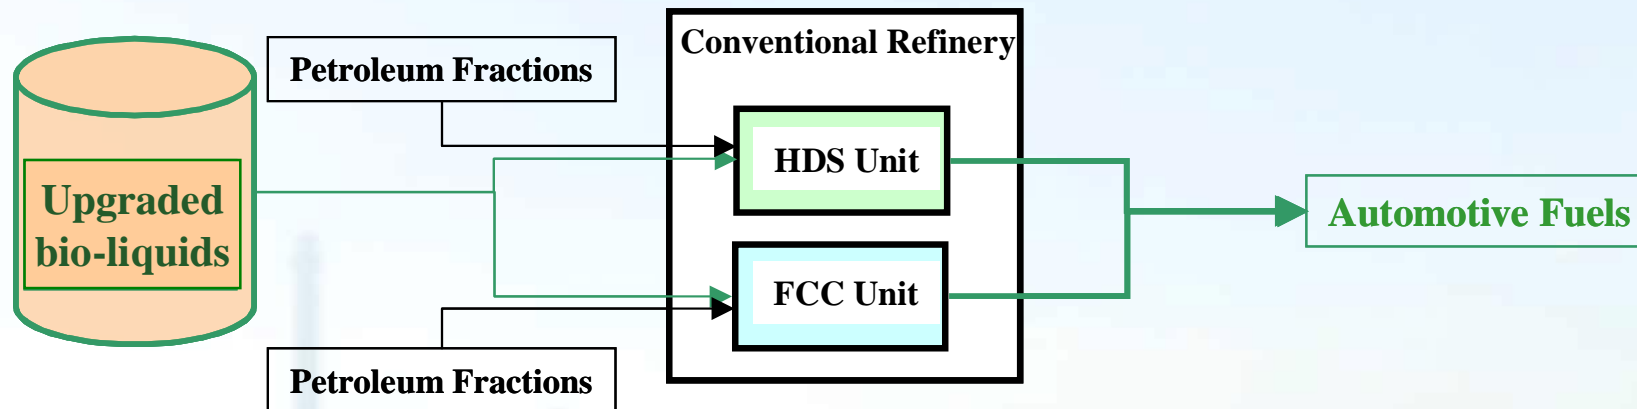 Petroleum Fractions
Conventional Refinery
HDS Unit
Upgraded
bio-liquids
Automotive Fuels
FCC Unit
Petroleum Fractions